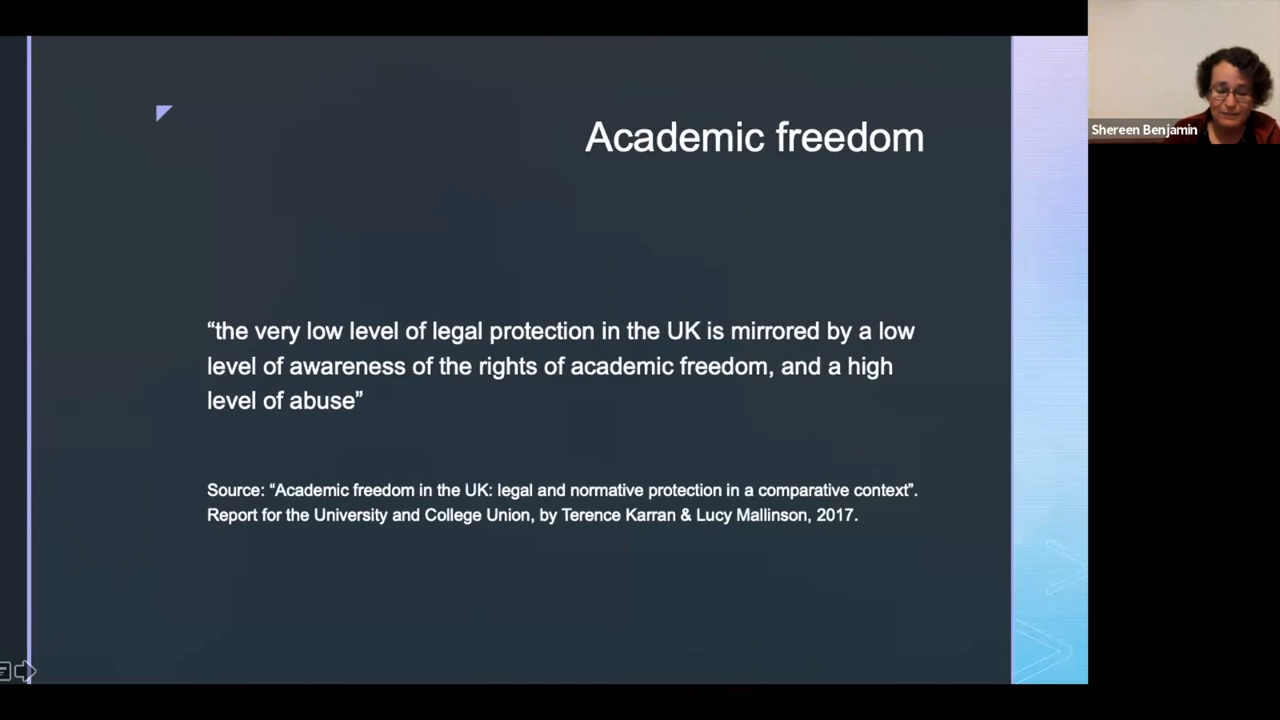 Academic freedom
“the very low level of legal protection in the UK is mirrored by a low
level of awareness of the rights of academic freedom, and a high
level of abuse”
Source: “Academic freedom in the UK: legal and normative protection in a comparative context”.
Report for the University and College Union, by Terence Karran & Lucy Mallinson, 2017.
Shereen Benjamin